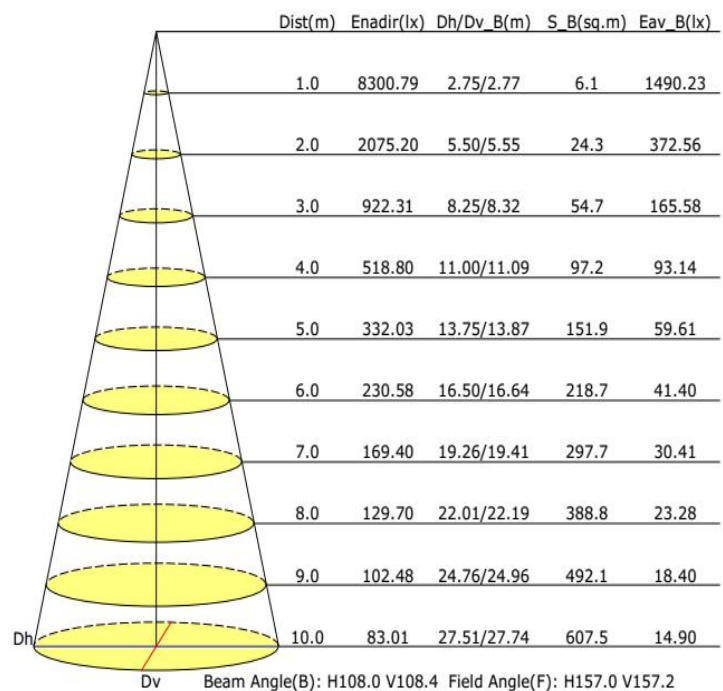 Dist(m) Enadir(lx) Dh/Dv_B(m) S_B(sq.m) Eav_B(lx)
1.0 8300.79 2.75/2.77 6.1 1490.23
2.0 2075.20 5.50/5.55 24.3 372.56
3.0 922.31 8.25/8.32 54.7 165.58
4.0 518.80 11.00/11.09 97.2 93.14
5.0 332.03 13.75/13.87 151.9 59.61
6.0 230.58 16.50/16.64 218.7 41.40
7.0 169.40 19.26/19.41 297.7 30.41
8.0 129.70 22.01/22.19 388.8 23.28
9.0 102.48 24.76/24.96 492.1 18.40
Dh 10.0 83.01 27.51/27.74 607.5 14.90
Dv Beam Angle(B): H108.0 V108.4 Field Angle(F): H157.0 V157.2